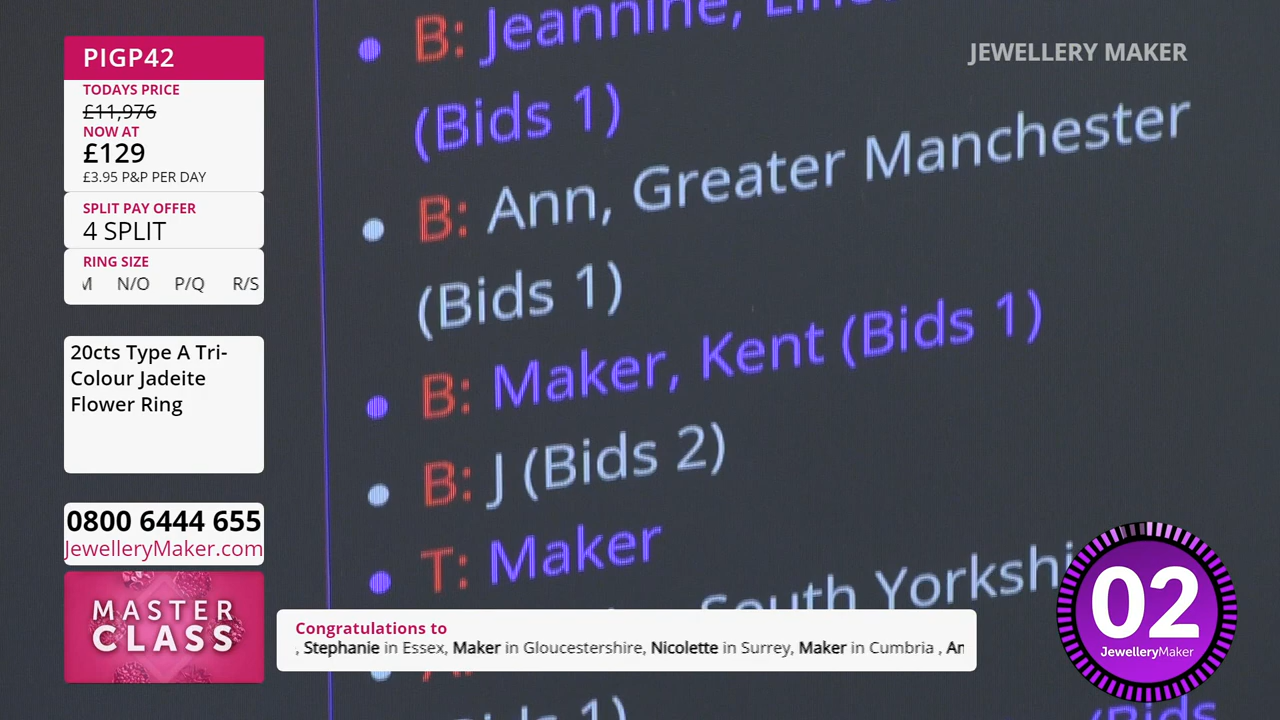 PIGP42
TODAYS PRICE
£11,976
NOW AT
£129
£3.95 P&P PER DAY
SPLIT PAY OFFER
4 SPLIT
RING SIZE
N/O P/Q R/S
20cts Type A Tri-
Colour Jadeite
Flower Ring
0800 6444 655
JewelleryMaker.com
MASTER
CLASS
JEWELLERY MAKER
B: Jeannine,
(Bids 1)
B: Ann, Greater Manchester
(Bids 1)
B: Maker, Kent (Bids 1)
B: J (Bids 2)
T: Maker
South
(Bids
Congratulations to
, Stephanie in Essex, Maker in Gloucestershire, Nicolette in Surrey, Maker in Cumbria ,
02
JewelleryMaker